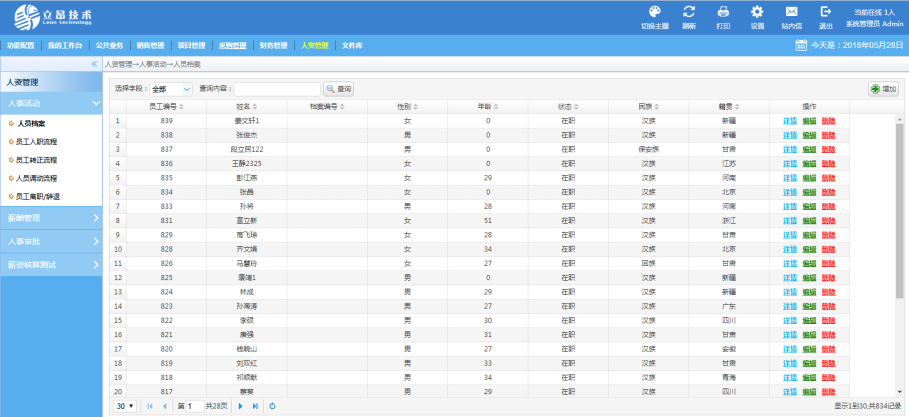 立昂技术
Leon technology
切换主题 刷新 打印 设置 站内信 退出
当前在线 1人
系统管理员 Admin
功能配置 我的工作台 公共业务 销售管理 项目管理 采购管理 财务管理 人资管理 文件库
今天是：2018年05月28日
人资管理→人事活动→人员档案
人资管理
人事活动
人员档案
员工入职流程
员工转正流程
人员调动流程
员工离职/辞退
薪酬管理
人事审批
薪资核算测试
选择字段： 全部 查询内容： 查询 增加
员工编号 姓名 档案编号 性别 年龄 状态 民族 籍贯 操作
1 839 姜文轩1 女 0 在职 汉族 新疆 详情 编辑 删除
2 838 张俊杰 男 0 在职 汉族 新疆 详情 编辑 删除
3 837 段立民122 男 0 在职 保安族 甘肃 详情 编辑 删除
4 836 王静2325 女 0 在职 汉族 江苏 详情 编辑 删除
5 835 彭江燕 女 29 在职 汉族 河南 详情 编辑 删除
6 834 张晶 女 0 在职 汉族 北京 详情 编辑 删除
7 833 孙将 男 28 在职 汉族 河南 详情 编辑 删除
8 831 宣立新 女 51 在职 汉族 浙江 详情 编辑 删除
9 829 蔺飞琼 女 28 在职 汉族 甘肃 详情 编辑 删除
10 828 齐文娟 女 34 在职 汉族 北京 详情 编辑 删除
11 826 马慧玲 女 27 在职 回族 甘肃 详情 编辑 删除
12 825 康靖1 男 0 在职 汉族 新疆 详情 编辑 删除
13 824 林成 男 29 在职 汉族 新疆 详情 编辑 删除
14 823 孙海涛 男 27 在职 汉族 广东 详情 编辑 删除
15 822 李硕 男 30 在职 汉族 四川 详情 编辑 删除
16 821 唐强 男 31 在职 汉族 甘肃 详情 编辑 删除
17 820 钱晓山 男 27 在职 汉族 安徽 详情 编辑 删除
18 819 刘双红 男 33 在职 汉族 甘肃 详情 编辑 删除
19 818 祁顺献 男 34 在职 汉族 青海 详情 编辑 删除
20 817 蔡奖 男 29 在职 汉族 四川 详情 编辑 删除
30 第 1 共28页 显示1到30,共834记录